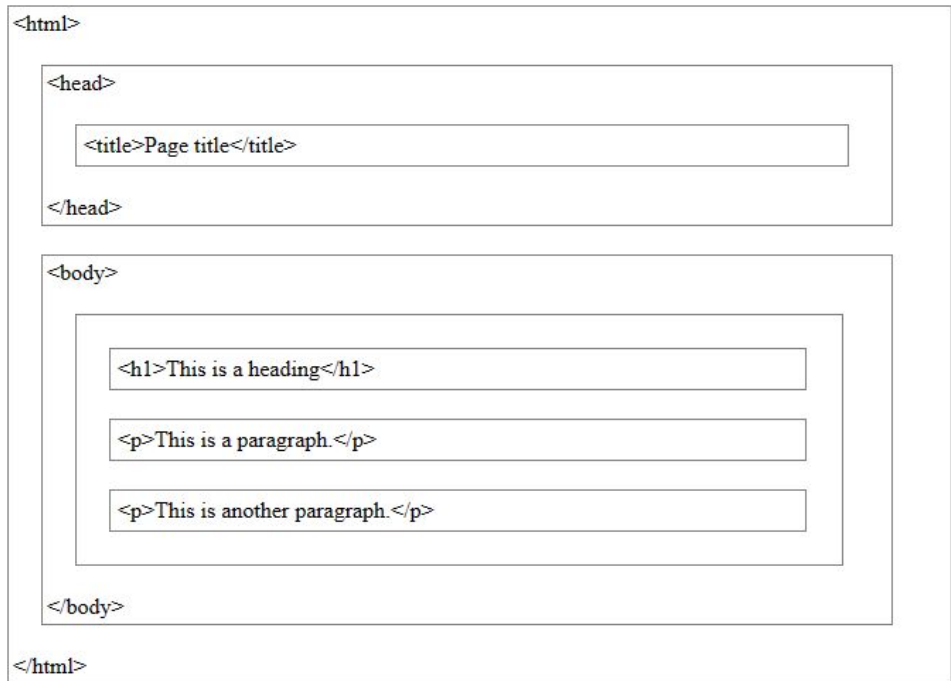 <html>
<head>
<title>Page title</title>
</head>
<body>
<h1>This is a heading</h1>
<p>This is a paragraph.</p>
<p>This is another paragraph.</p>
</body>
</html>